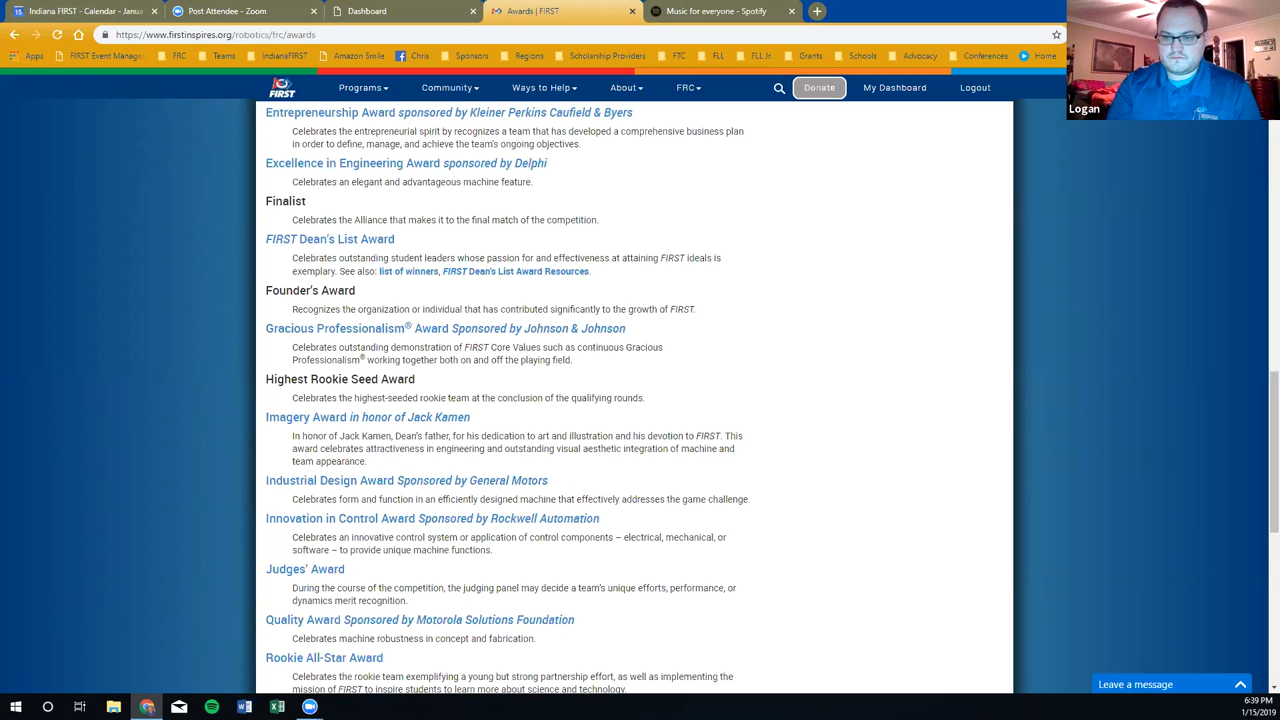 Indiana FIRST - Calendar - Janua
Post Attendee - Zoom
Dashboard
Awards | FIRST
Music for everyone - Spotify
https://www.firstinspires.org/robotics/frc/awards
Apps FIRST Event Manage FRC Teams IndianaFIRST Amazon Smile Chris Sponsors Regions Scholarship Providers FTC FLL FLL Jr. Grants Schools Advocacy Conferences Home
FIRST Programs Community Ways to Help About FRC Donate My Dashboard Logout
Logan
Entrepreneurship Award sponsored by Kleiner Perkins Caufield & Byers
Celebrates the entrepreneurial spirit by recognizes a team that has developed a comprehensive business plan
in order to define, manage, and achieve the team's ongoing objectives.
Excellence in Engineering Award sponsored by Delphi
Celebrates an elegant and advantageous machine feature.
Finalist
Celebrates the Alliance that makes it to the final match of the competition.
FIRST Dean's List Award
Celebrates outstanding student leaders whose passion for and effectiveness at attaining FIRST ideals is
exemplary. See also: list of winners, FIRST Dean's List Award Resources.
Founder's Award
Recognizes the organization or individual that has contributed significantly to the growth of FIRST.
Gracious Professionalism® Award Sponsored by Johnson & Johnson
Celebrates outstanding demonstration of FIRST Core Values such as continuous Gracious
Professionalism® working together both on and off the playing field.
Highest Rookie Seed Award
Celebrates the highest-seeded rookie team at the conclusion of the qualifying rounds.
Imagery Award in honor of Jack Kamen
In honor of Jack Kamen, Dean's father, for his dedication to art and illustration and his devotion to FIRST. This
award celebrates attractiveness in engineering and outstanding visual aesthetic integration of machine and
team appearance.
Industrial Design Award Sponsored by General Motors
Celebrates form and function in an efficiently designed machine that effectively addresses the game challenge.
Innovation in Control Award Sponsored by Rockwell Automation
Celebrates an innovative control system or application of control components – electrical, mechanical, or
software – to provide unique machine functions.
Judges' Award
During the course of the competition, the judging panel may decide a team's unique efforts, performance, or
dynamics merit recognition.
Quality Award Sponsored by Motorola Solutions Foundation
Celebrates machine robustness in concept and fabrication.
Rookie All-Star Award
Celebrates the rookie team exemplifying a young but strong partnership effort, as well as implementing the
mission of FIRST to inspire students to learn more about science and technology.
Leave a message
6:39 PM
1/15/2019